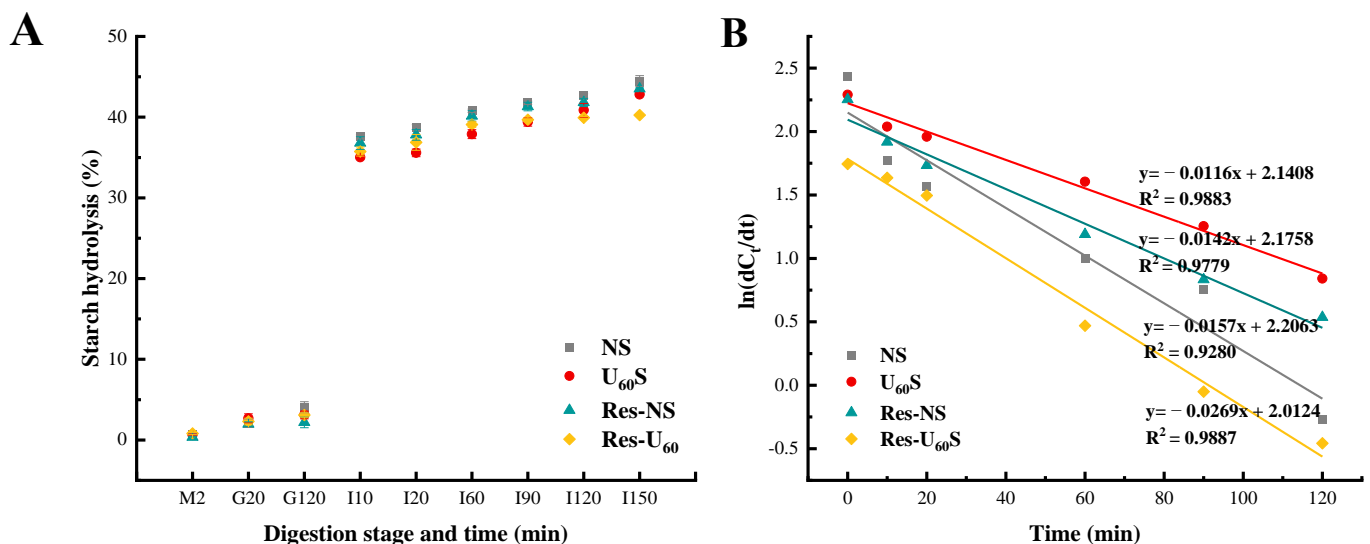 A
50
40
30
20
10
0
Starch hydrolysis (%)
NS
U₆₀S
Res-NS
Res-U₆₀
M2 G20 G120 I10 I20 I60 I90 I120 I150
Digestion stage and time (min)
B
2.5
2.0
1.5
1.0
0.5
0.0
-0.5
ln(dCₜ/dt)
y= − 0.0116x + 2.1408
R² = 0.9883
y= − 0.0142x + 2.1758
R² = 0.9779
y= − 0.0157x + 2.2063
R² = 0.9280
y= − 0.0269x + 2.0124
R² = 0.9887
NS
U₆₀S
Res-NS
Res-U₆₀S
0 20 40 60 80 100 120
Time (min)